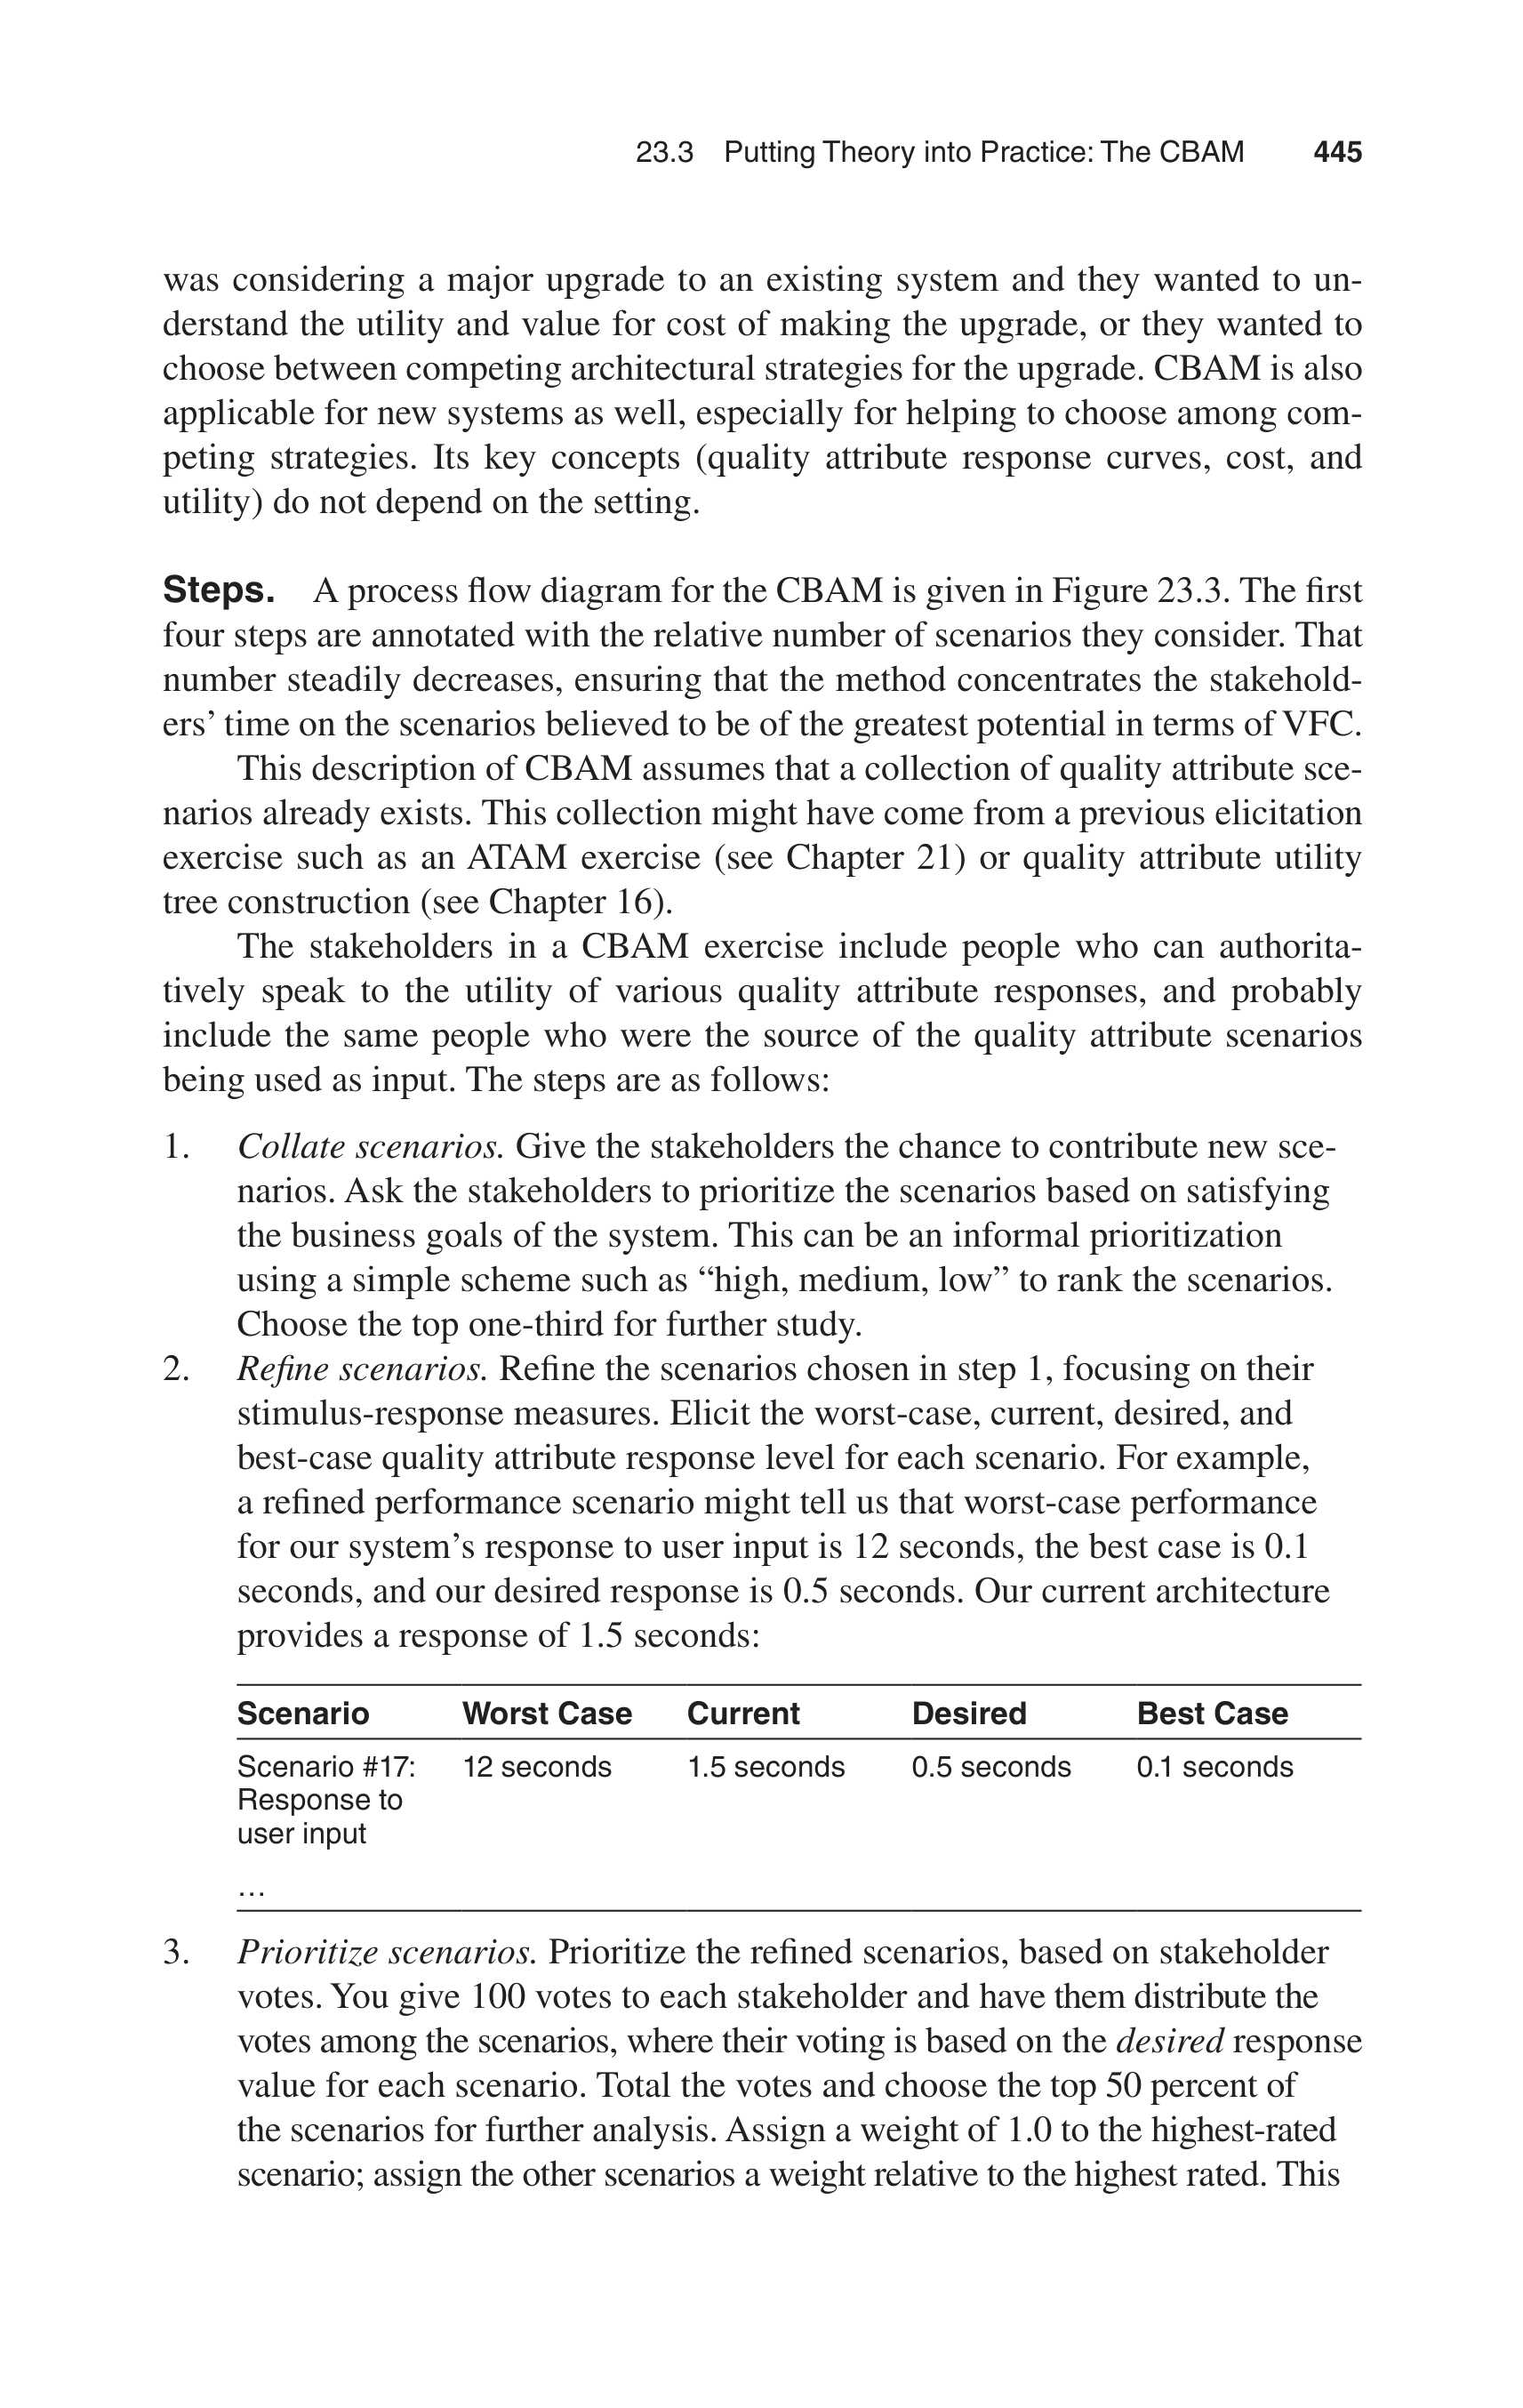 23.3 Putting Theory into Practice: The CBAM 445
was considering a major upgrade to an existing system and they wanted to un-
derstand the utility and value for cost of making the upgrade, or they wanted to
choose between competing architectural strategies for the upgrade. CBAM is also
applicable for new systems as well, especially for helping to choose among com-
peting strategies. Its key concepts (quality attribute response curves, cost, and
utility) do not depend on the setting.
Steps. A process flow diagram for the CBAM is given in Figure 23.3. The first
four steps are annotated with the relative number of scenarios they consider. That
number steadily decreases, ensuring that the method concentrates the stakehold-
ers’ time on the scenarios believed to be of the greatest potential in terms of VFC.
This description of CBAM assumes that a collection of quality attribute sce-
narios already exists. This collection might have come from a previous elicitation
exercise such as an ATAM exercise (see Chapter 21) or quality attribute utility
tree construction (see Chapter 16).
The stakeholders in a CBAM exercise include people who can authorita-
tively speak to the utility of various quality attribute responses, and probably
include the same people who were the source of the quality attribute scenarios
being used as input. The steps are as follows:
1. Collate scenarios. Give the stakeholders the chance to contribute new sce-
narios. Ask the stakeholders to prioritize the scenarios based on satisfying
the business goals of the system. This can be an informal prioritization
using a simple scheme such as “high, medium, low” to rank the scenarios.
Choose the top one-third for further study.
2. Refine scenarios. Refine the scenarios chosen in step 1, focusing on their
stimulus-response measures. Elicit the worst-case, current, desired, and
best-case quality attribute response level for each scenario. For example,
a refined performance scenario might tell us that worst-case performance
for our system’s response to user input is 12 seconds, the best case is 0.1
seconds, and our desired response is 0.5 seconds. Our current architecture
provides a response of 1.5 seconds:
Scenario Worst Case Current Desired Best Case
Scenario #17: 12 seconds 1.5 seconds 0.5 seconds 0.1 seconds
Response to
user input
…
3. Prioritize scenarios. Prioritize the refined scenarios, based on stakeholder
votes. You give 100 votes to each stakeholder and have them distribute the
votes among the scenarios, where their voting is based on the desired response
value for each scenario. Total the votes and choose the top 50 percent of
the scenarios for further analysis. Assign a weight of 1.0 to the highest-rated
scenario; assign the other scenarios a weight relative to the highest rated. This